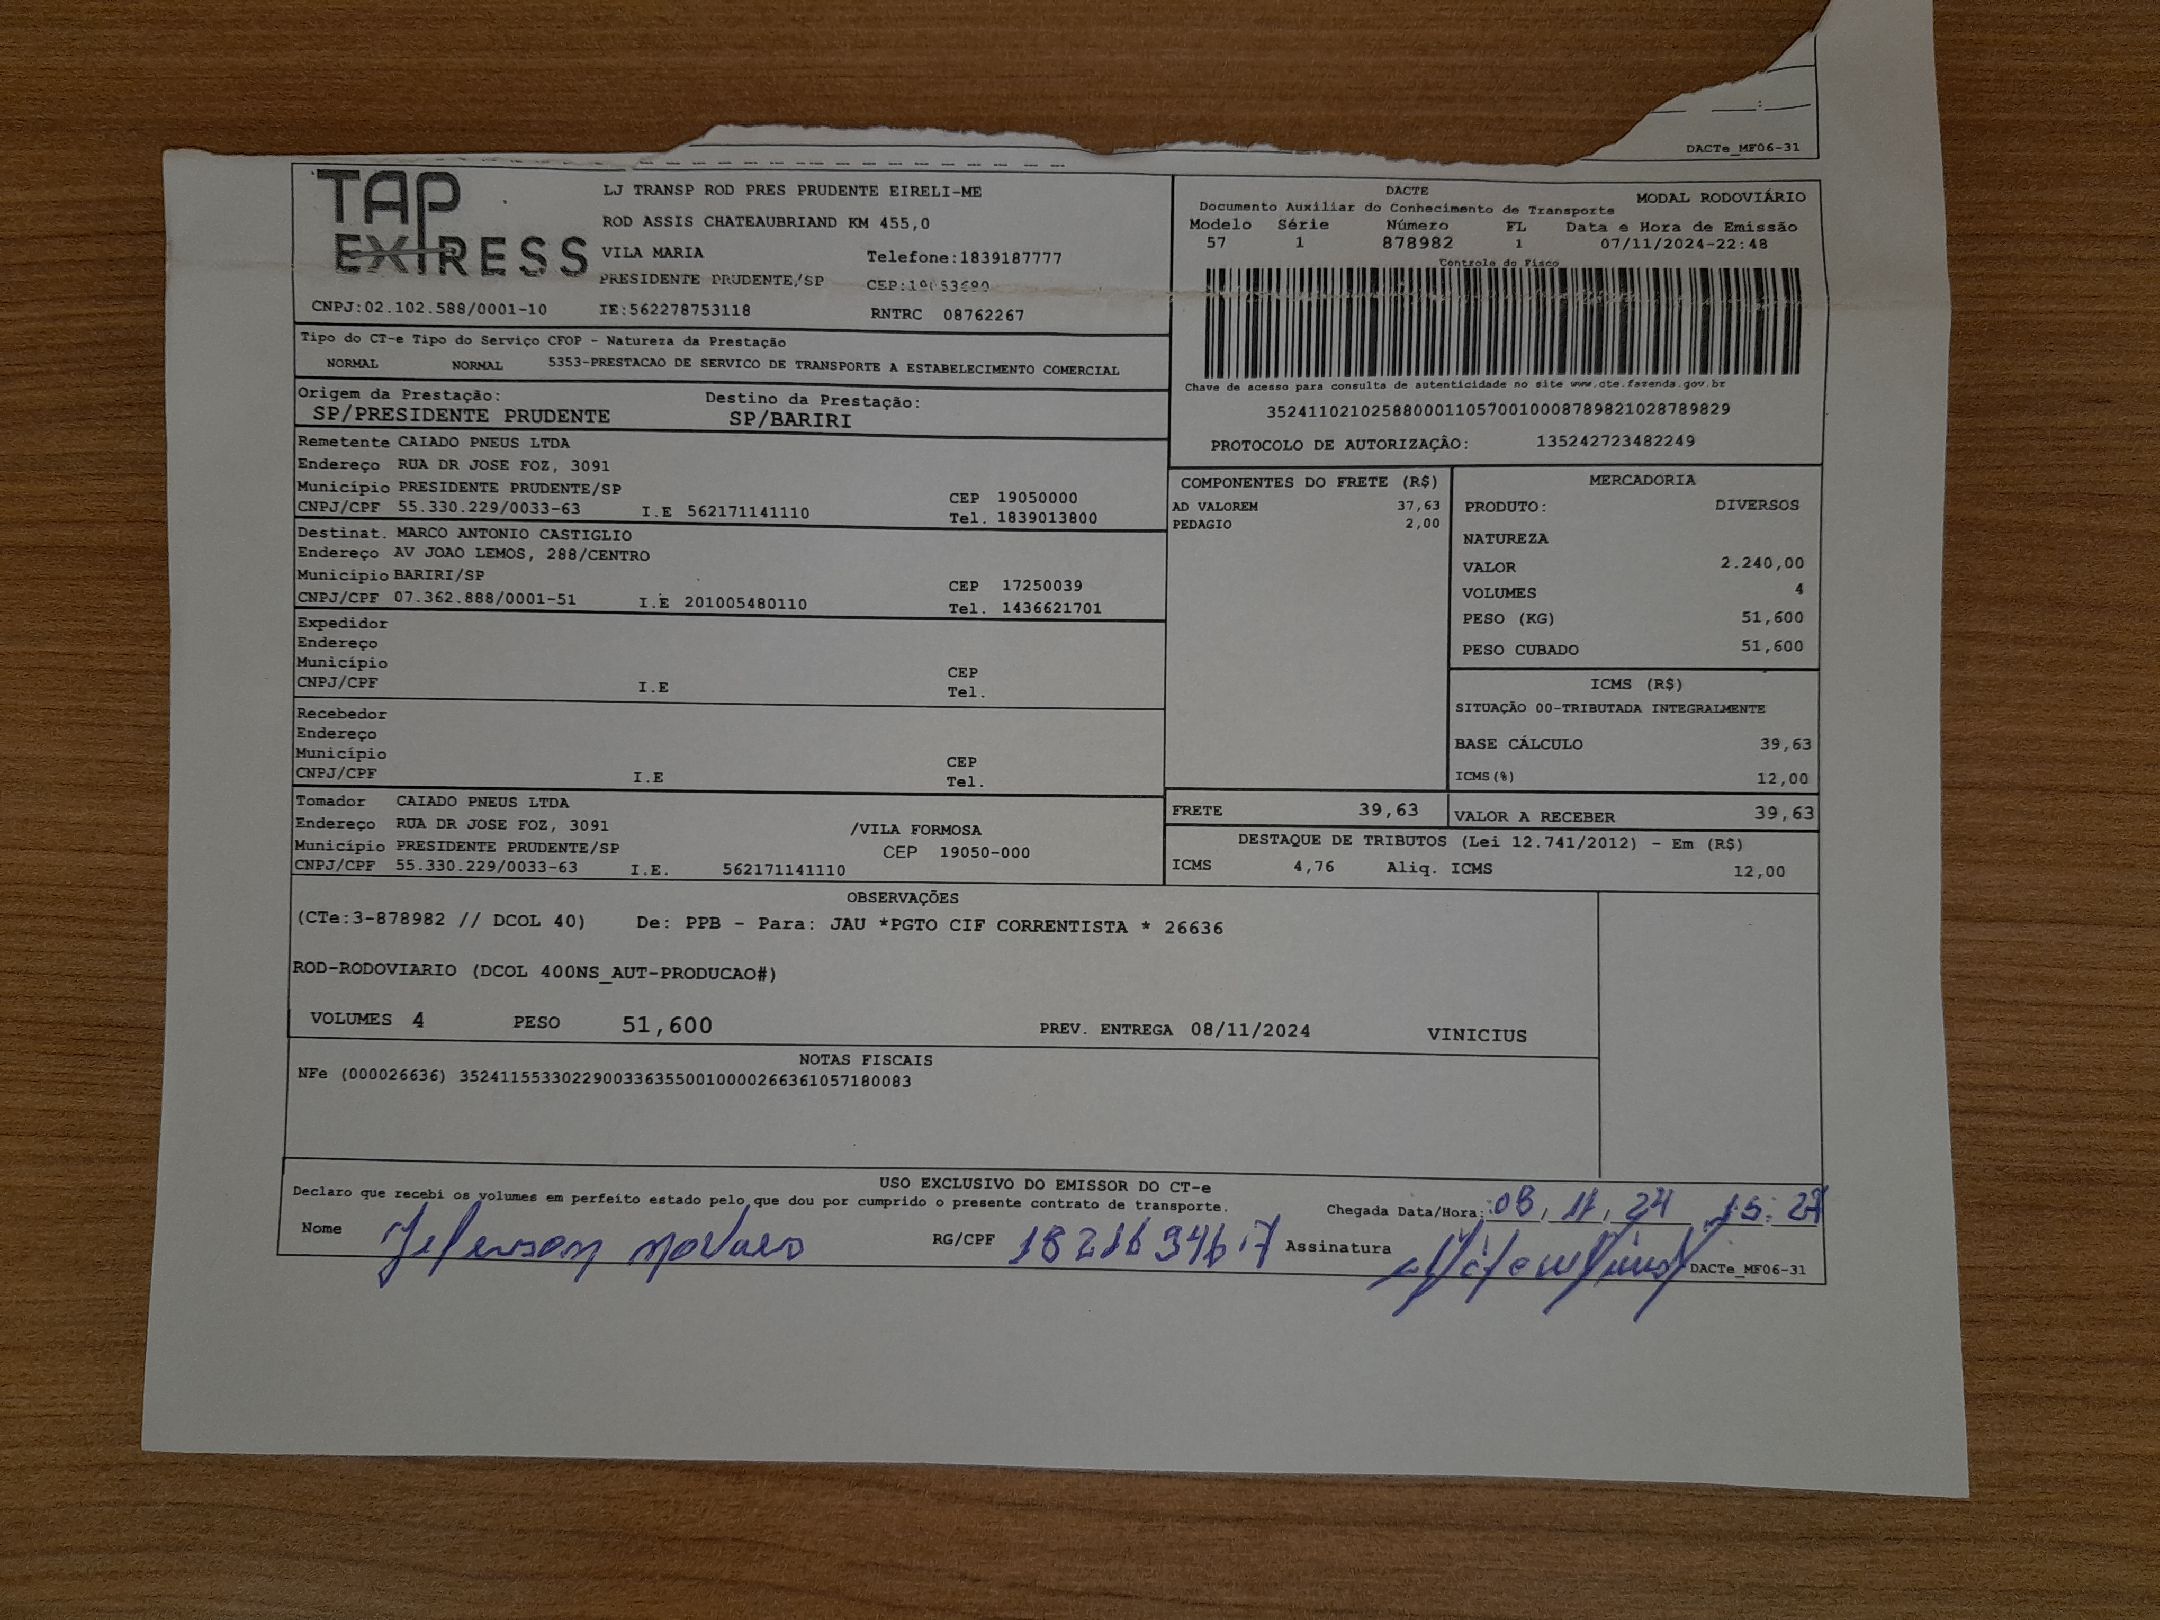 DACTe_MF06-31
TAP
EXPRESS
LJ TRANSP ROD PRES PRUDENTE EIRELI-ME
ROD ASSIS CHATEAUBRIAND KM 455,0
VILA MARIA Telefone:1839187777
PRESIDENTE PRUDENTE/SP CEP:19053690
CNPJ:02.102.588/0001-10 IE:562278753118 RNTRC 08762267
DACTE MODAL RODOVIÁRIO
Documento Auxiliar do Conhecimento de Transporte
Modelo Série Número FL Data e Hora de Emissão
57 1 878982 1 07/11/2024-22:48
Controle do Fisco
Chave de acesso para consulta de autenticidade no site www.cte.fazenda.gov.br
35241102102588000110570010008789821028789829
PROTOCOLO DE AUTORIZAÇÃO: 135242723482249
Tipo do CT-e Tipo do Serviço CFOP - Natureza da Prestação
NORMAL NORMAL 5353-PRESTACAO DE SERVICO DE TRANSPORTE A ESTABELECIMENTO COMERCIAL
Origem da Prestação: Destino da Prestação:
SP/PRESIDENTE PRUDENTE SP/BARIRI
Remetente CAIADO PNEUS LTDA
Endereço RUA DR JOSE FOZ, 3091
Município PRESIDENTE PRUDENTE/SP CEP 19050000
CNPJ/CPF 55.330.229/0033-63 I.E 562171141110 Tel. 1839013800
Destinat. MARCO ANTONIO CASTIGLIO
Endereço AV JOAO LEMOS, 288/CENTRO
Município BARIRI/SP CEP 17250039
CNPJ/CPF 07.362.888/0001-51 I.E 201005480110 Tel. 1436621701
Expedidor
Endereço
Município CEP
CNPJ/CPF I.E Tel.
Recebedor
Endereço
Município CEP
CNPJ/CPF I.E Tel.
Tomador CAIADO PNEUS LTDA
Endereço RUA DR JOSE FOZ, 3091 /VILA FORMOSA
Município PRESIDENTE PRUDENTE/SP CEP 19050-000
CNPJ/CPF 55.330.229/0033-63 I.E. 562171141110
COMPONENTES DO FRETE (R$)
AD VALOREM 37,63
PEDAGIO 2,00
MERCADORIA
PRODUTO: DIVERSOS
NATUREZA
VALOR 2.240,00
VOLUMES 4
PESO (KG) 51,600
PESO CUBADO 51,600
ICMS (R$)
SITUAÇÃO 00-TRIBUTADA INTEGRALMENTE
BASE CÁLCULO 39,63
ICMS(%) 12,00
FRETE 39,63 VALOR A RECEBER 39,63
DESTAQUE DE TRIBUTOS (Lei 12.741/2012) - Em (R$)
ICMS 4,76 Aliq. ICMS 12,00
OBSERVAÇÕES
(CTe:3-878982 // DCOL 40) De: PPB - Para: JAU *PGTO CIF CORRENTISTA * 26636
ROD-RODOVIARIO (DCOL 400NS_AUT-PRODUCAO#)
VOLUMES 4 PESO 51,600 PREV. ENTREGA 08/11/2024 VINICIUS
NOTAS FISCAIS
NFe (000026636) 35241155330229003363550010000266361057180083
USO EXCLUSIVO DO EMISSOR DO CT-e
Declaro que recebi os volumes em perfeito estado pelo que dou por cumprido o presente contrato de transporte.
Chegada Data/Hora: 08, 11, 24 15:
Nome Jeferson Moraes RG/CPF Assinatura
DACTe_MF06-31